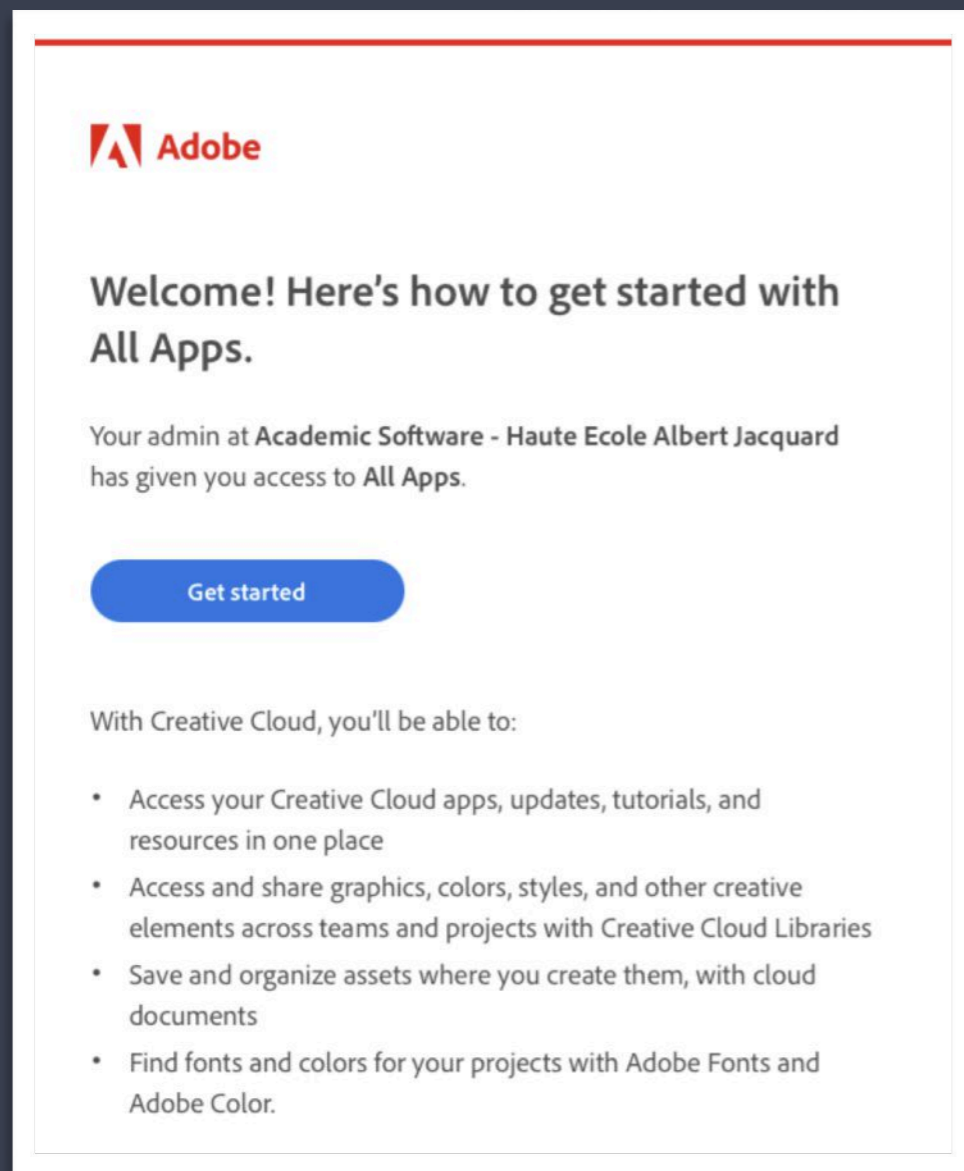 Adobe
Welcome! Here's how to get started with
All Apps.
Your admin at Academic Software - Haute Ecole Albert Jacquard
has given you access to All Apps.
Get started
With Creative Cloud, you'll be able to:
• Access your Creative Cloud apps, updates, tutorials, and
resources in one place
• Access and share graphics, colors, styles, and other creative
elements across teams and projects with Creative Cloud Libraries
• Save and organize assets where you create them, with cloud
documents
• Find fonts and colors for your projects with Adobe Fonts and
Adobe Color.